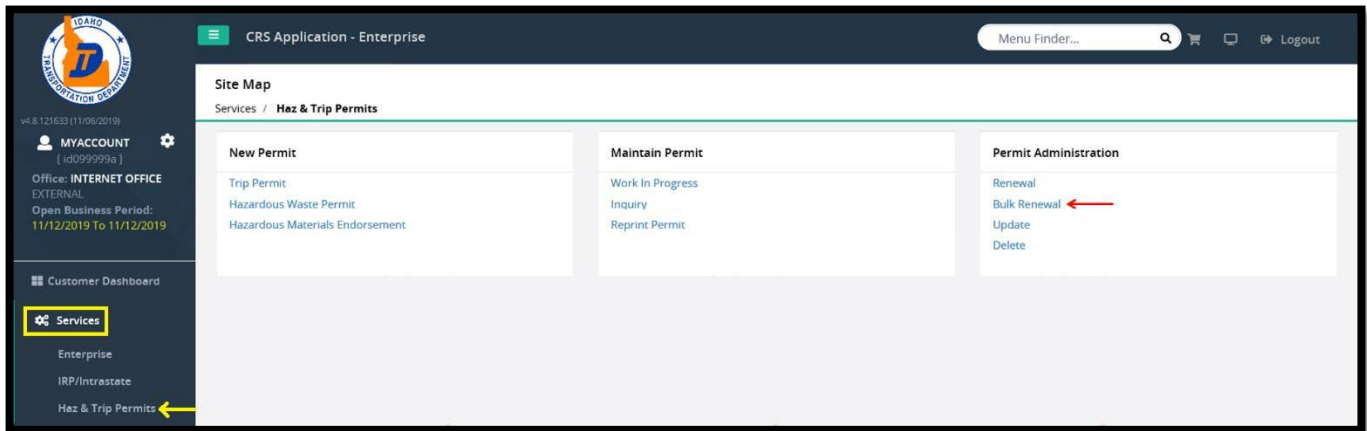 IDAHO
TRANSPORTATION DEPARTMENT
v4.8.121633 (11/06/2019)
MYACCOUNT
[ id099999a ]
Office: INTERNET OFFICE
EXTERNAL
Open Business Period:
11/12/2019 To 11/12/2019
Customer Dashboard
Services
Enterprise
IRP/Intrastate
Haz & Trip Permits
CRS Application - Enterprise
Menu Finder...
Logout
Site Map
Services / Haz & Trip Permits
New Permit
Trip Permit
Hazardous Waste Permit
Hazardous Materials Endorsement
Maintain Permit
Work In Progress
Inquiry
Reprint Permit
Permit Administration
Renewal
Bulk Renewal
Update
Delete